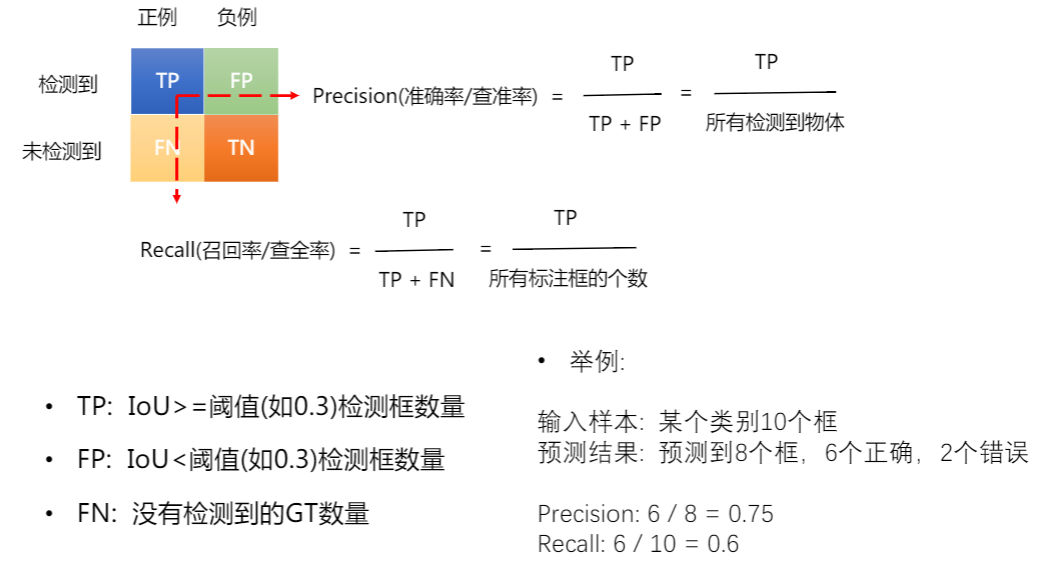 正例 负例
检测到 TP FP
未检测到 FN TN
Precision(准确率/查准率) = TP / TP + FP = TP / 所有检测到物体
Recall(召回率/查全率) = TP / TP + FN = TP / 所有标注框的个数
• TP: IoU>=阈值(如0.3)检测框数量
• FP: IoU<阈值(如0.3)检测框数量
• FN: 没有检测到的GT数量
• 举例:
输入样本: 某个类别10个框
预测结果: 预测到8个框, 6个正确, 2个错误
Precision: 6 / 8 = 0.75
Recall: 6 / 10 = 0.6